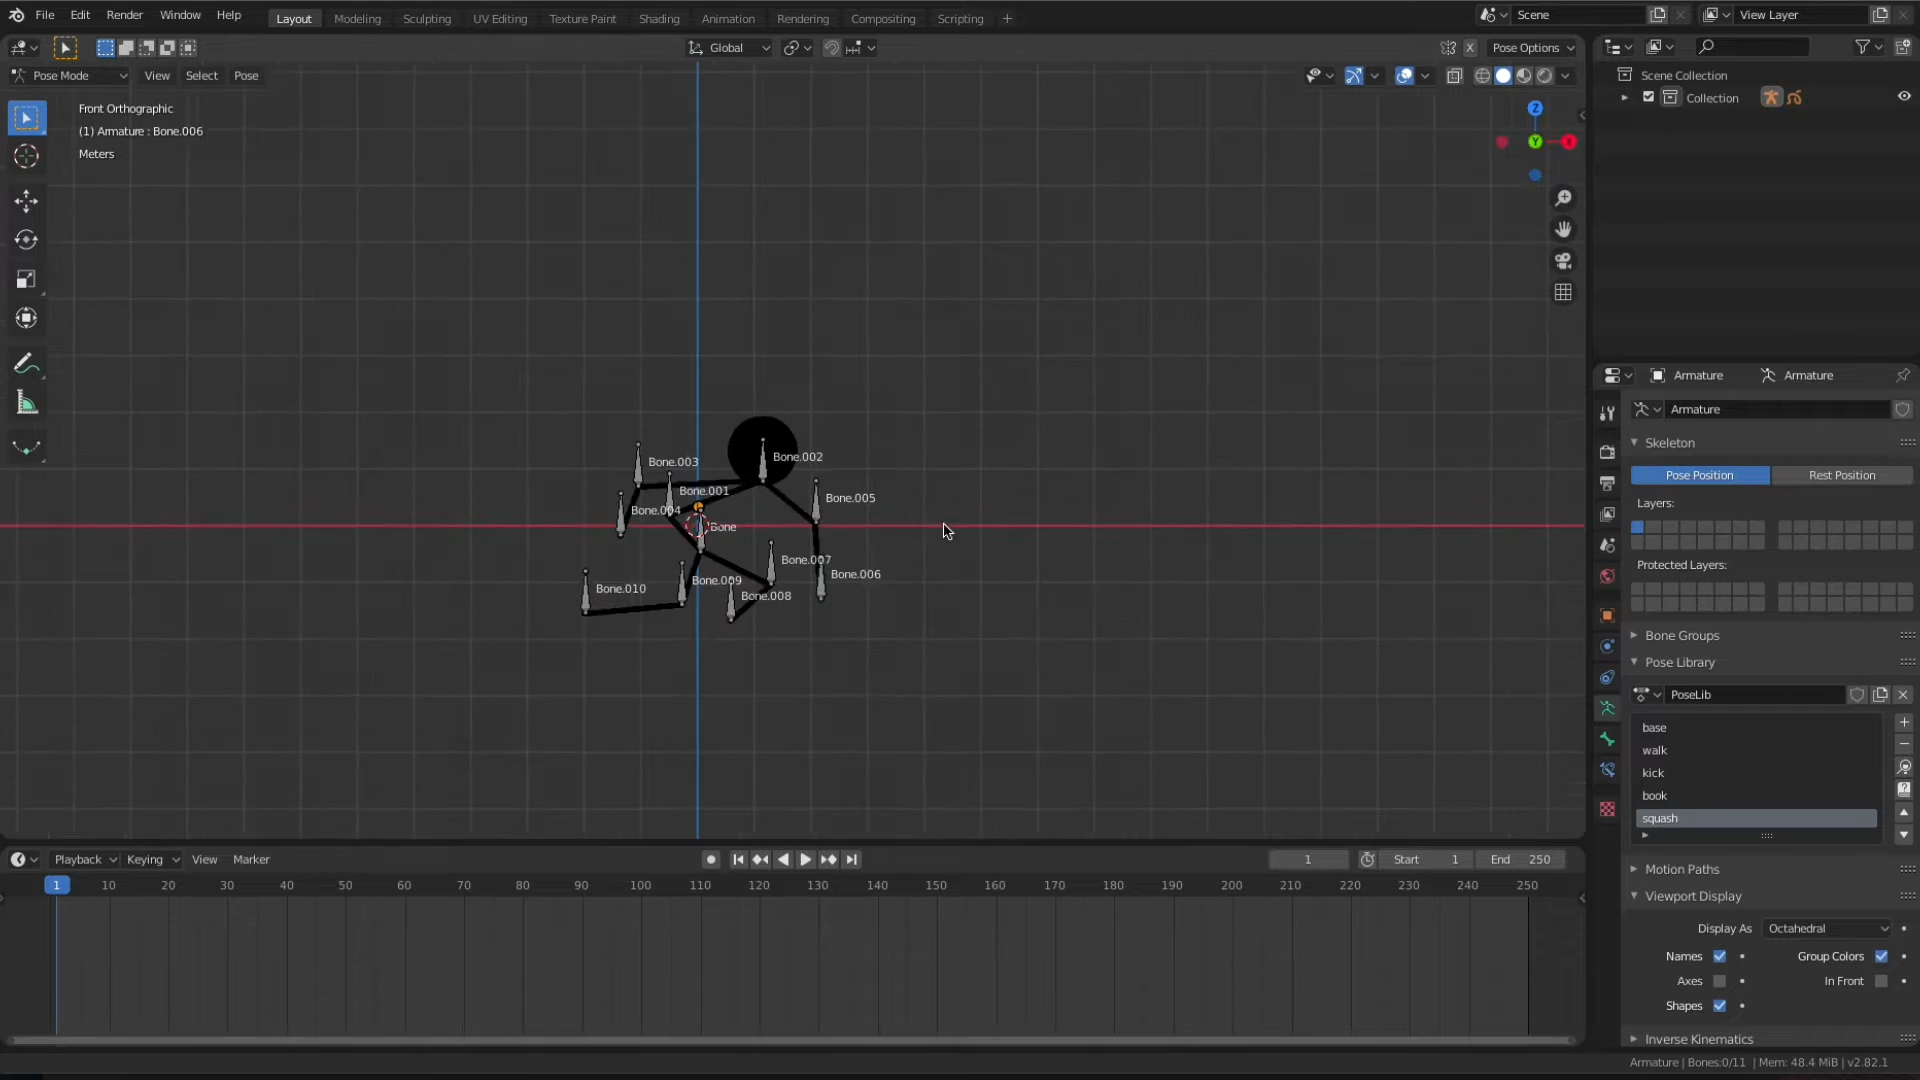 File Edit Render Window Help
Layout Modeling Sculpting UV Editing Texture Paint Shading Animation Rendering Compositing Scripting +
Scene
View Layer
Global
X
Pose Options
Pose Mode View Select Pose
Front Orthographic
(1) Armature : Bone.006
Meters
Z
Y
X
Bone.002
Bone.003
Bone.001
Bone.005
Bone.004
Bone
Bone.007
Bone.006
Bone.009
Bone.010
Bone.008
Scene Collection
Collection
Armature Armature
Armature
Skeleton
Pose Position Rest Position
Layers:
Protected Layers:
Bone Groups
Pose Library
PoseLib
base
walk
kick
book
squash
Motion Paths
Viewport Display
Display As Octahedral
Names Group Colors
Axes In Front
Shapes
Inverse Kinematics
Playback Keying View Marker
1 Start 1 End 250
1 10 20 30 40 50 60 70 80 90 100 110 120 130 140 150 160 170 180 190 200 210 220 230 240 250
Armature | Bones:0/11 | Mem: 48.4 MiB | v2.82.1